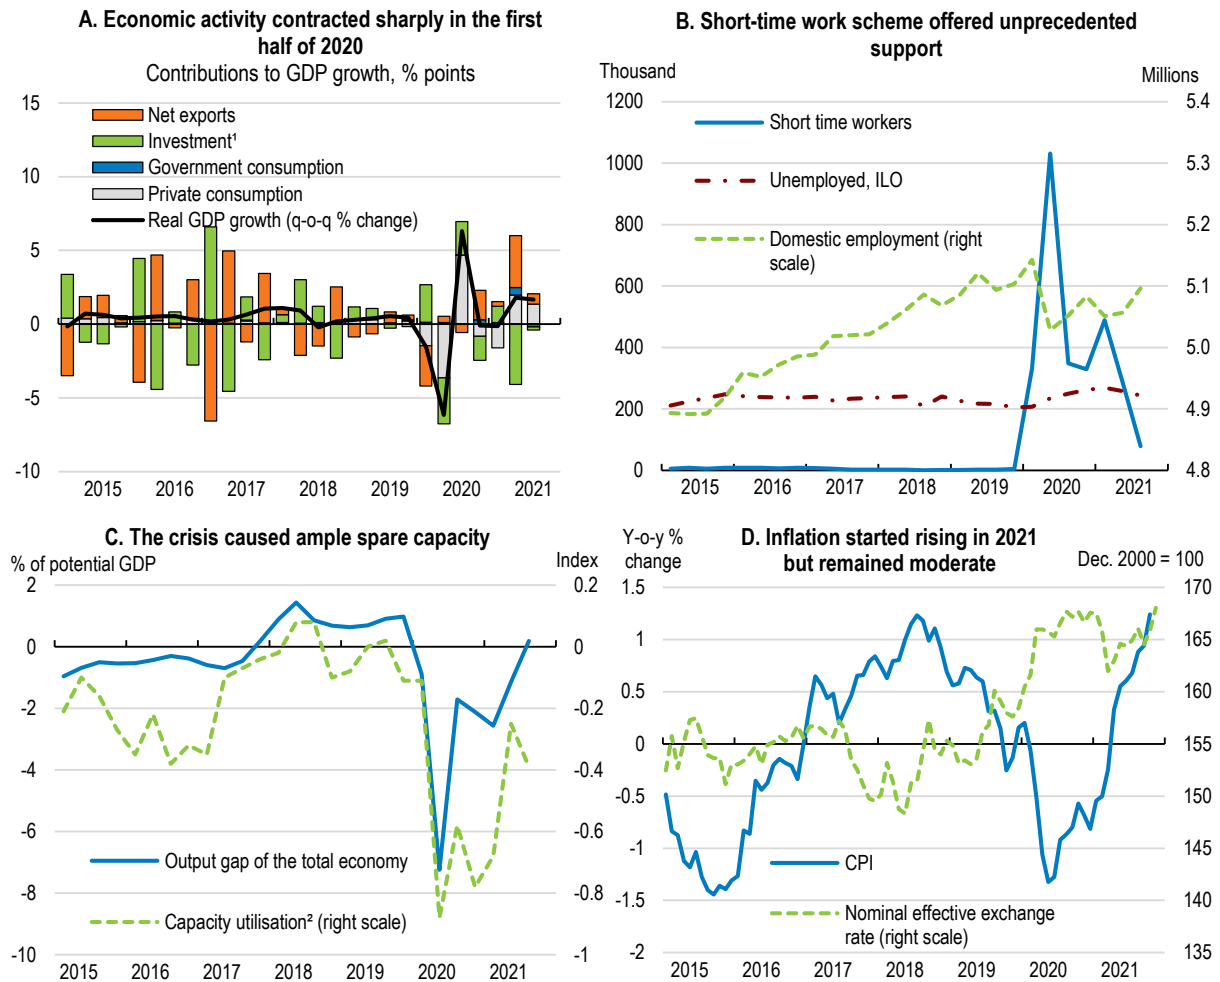 A. Economic activity contracted sharply in the first
half of 2020
Contributions to GDP growth, % points
15
10
5
0
-5
-10
Net exports
Investment¹
Government consumption
Private consumption
Real GDP growth (q-o-q % change)
2015 2016 2017 2018 2019 2020 2021
B. Short-time work scheme offered unprecedented
support
Thousand
Millions
1200
1000
800
600
400
200
0
5.4
5.3
5.2
5.1
5.0
4.9
4.8
Short time workers
Unemployed, ILO
Domestic employment (right
scale)
2015 2016 2017 2018 2019 2020 2021
C. The crisis caused ample spare capacity
% of potential GDP
Index
2
0
-2
-4
-6
-8
-10
0.2
0
-0.2
-0.4
-0.6
-0.8
-1
Output gap of the total economy
Capacity utilisation² (right scale)
2015 2016 2017 2018 2019 2020 2021
D. Inflation started rising in 2021
but remained moderate
Y-o-y %
change
Dec. 2000 = 100
1.5
1
0.5
0
-0.5
-1
-1.5
-2
170
165
160
155
150
145
140
135
CPI
Nominal effective exchange
rate (right scale)
2015 2016 2017 2018 2019 2020 2021